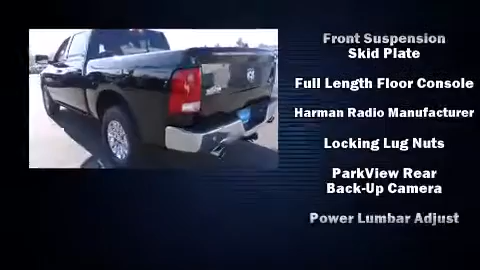 Front Suspension
Skid Plate
Full Length Floor Console
Harman Radio Manufacturer
Locking Lug Nuts
ParkView Rear
Back-Up Camera
Power Lumbar Adjust